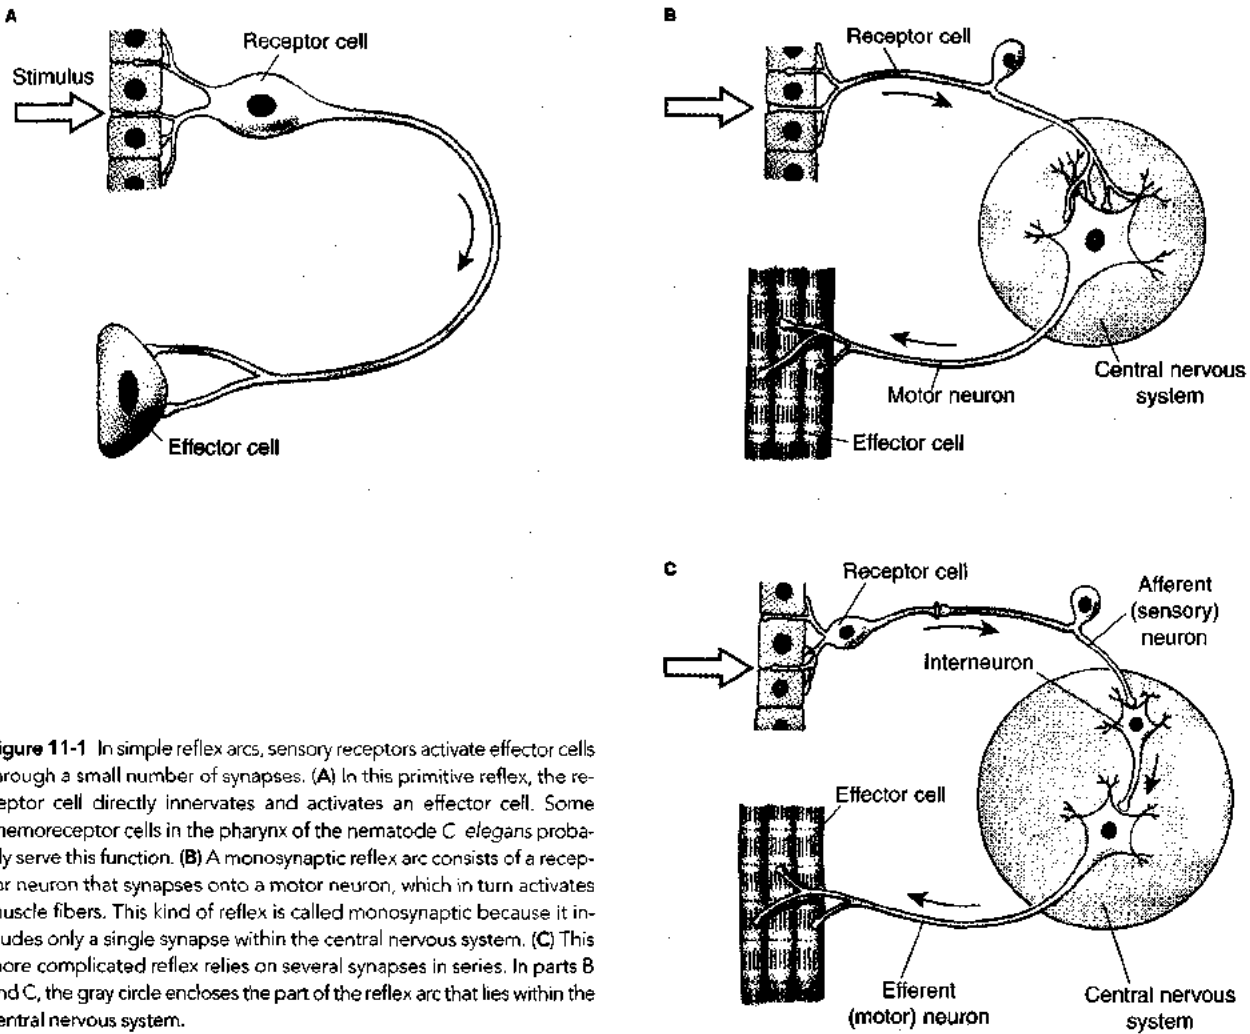 A
Receptor cell
Stimulus
Effector cell
B
Receptor cell
Central nervous
system
Motor neuron
Effector cell
C
Receptor cell
Afferent
(sensory)
neuron
Interneuron
Effector cell
Efferent
(motor) neuron
Central nervous
system
igure 11-1 In simple reflex arcs, sensory receptors activate effector cells
rough a small number of synapses. (A) In this primitive reflex, the re-
eptor cell directly innervates and activates an effector cell. Some
hemoreceptor cells in the pharynx of the nematode C elegans proba-
ly serve this function. (B) A monosynaptic reflex arc consists of a recep-
or neuron that synapses onto a motor neuron, which in turn activates
uscle fibers. This kind of reflex is called monosynaptic because it in-
udes only a single synapse within the central nervous system. (C) This
ore complicated reflex relies on several synapses in series. In parts B
nd C, the gray circle encloses the part of the reflex arc that lies within the
entral nervous system.